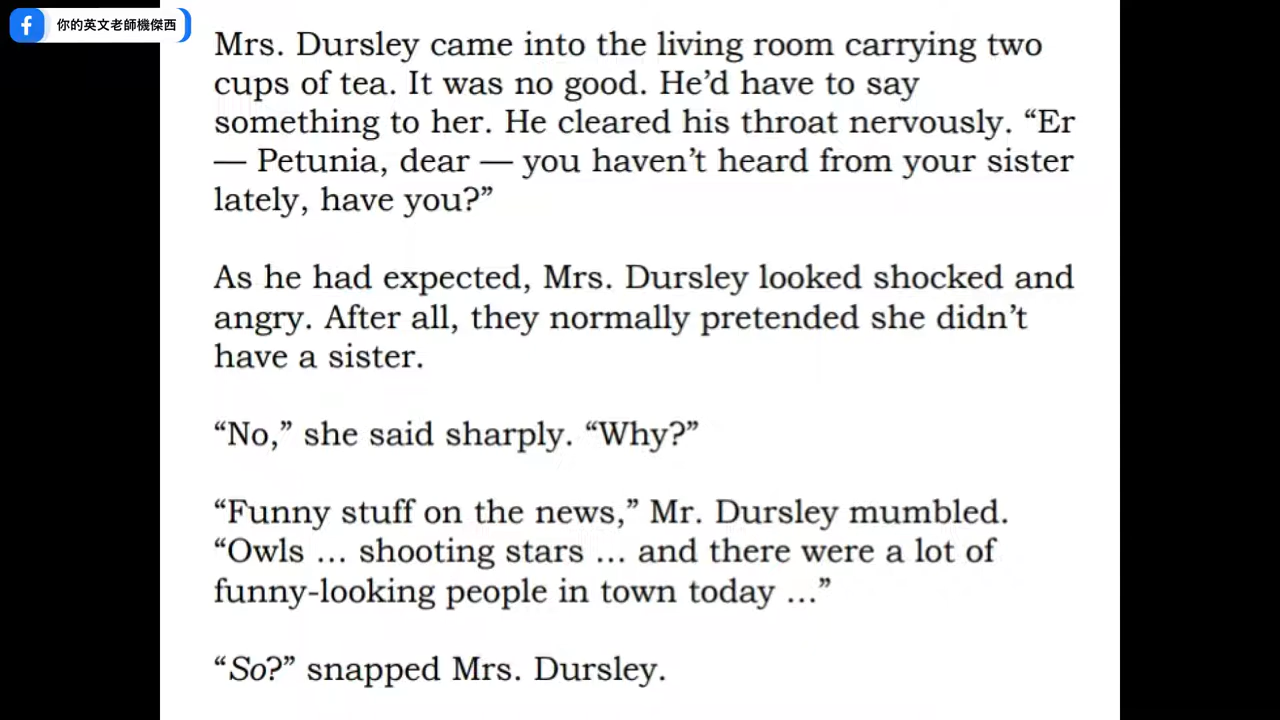 你的英文老師機傑西
Mrs. Dursley came into the living room carrying two
cups of tea. It was no good. He’d have to say
something to her. He cleared his throat nervously. “Er
— Petunia, dear — you haven’t heard from your sister
lately, have you?”
As he had expected, Mrs. Dursley looked shocked and
angry. After all, they normally pretended she didn’t
have a sister.
“No,” she said sharply. “Why?”
“Funny stuff on the news,” Mr. Dursley mumbled.
“Owls … shooting stars … and there were a lot of
funny-looking people in town today …”
“So?” snapped Mrs. Dursley.